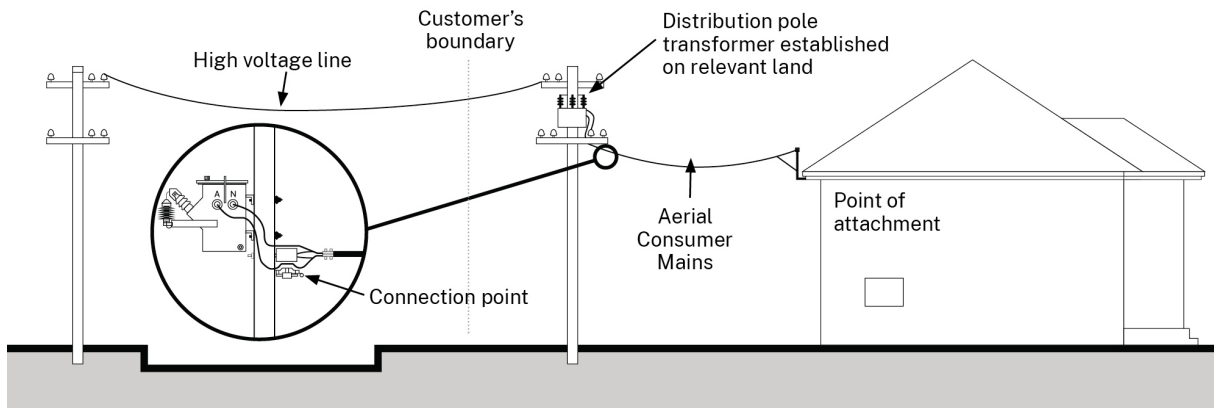 Customer's
boundary
Distribution pole
transformer established
on relevant land
High voltage line
A N
Aerial
Consumer
Mains
Point of
attachment
Connection point